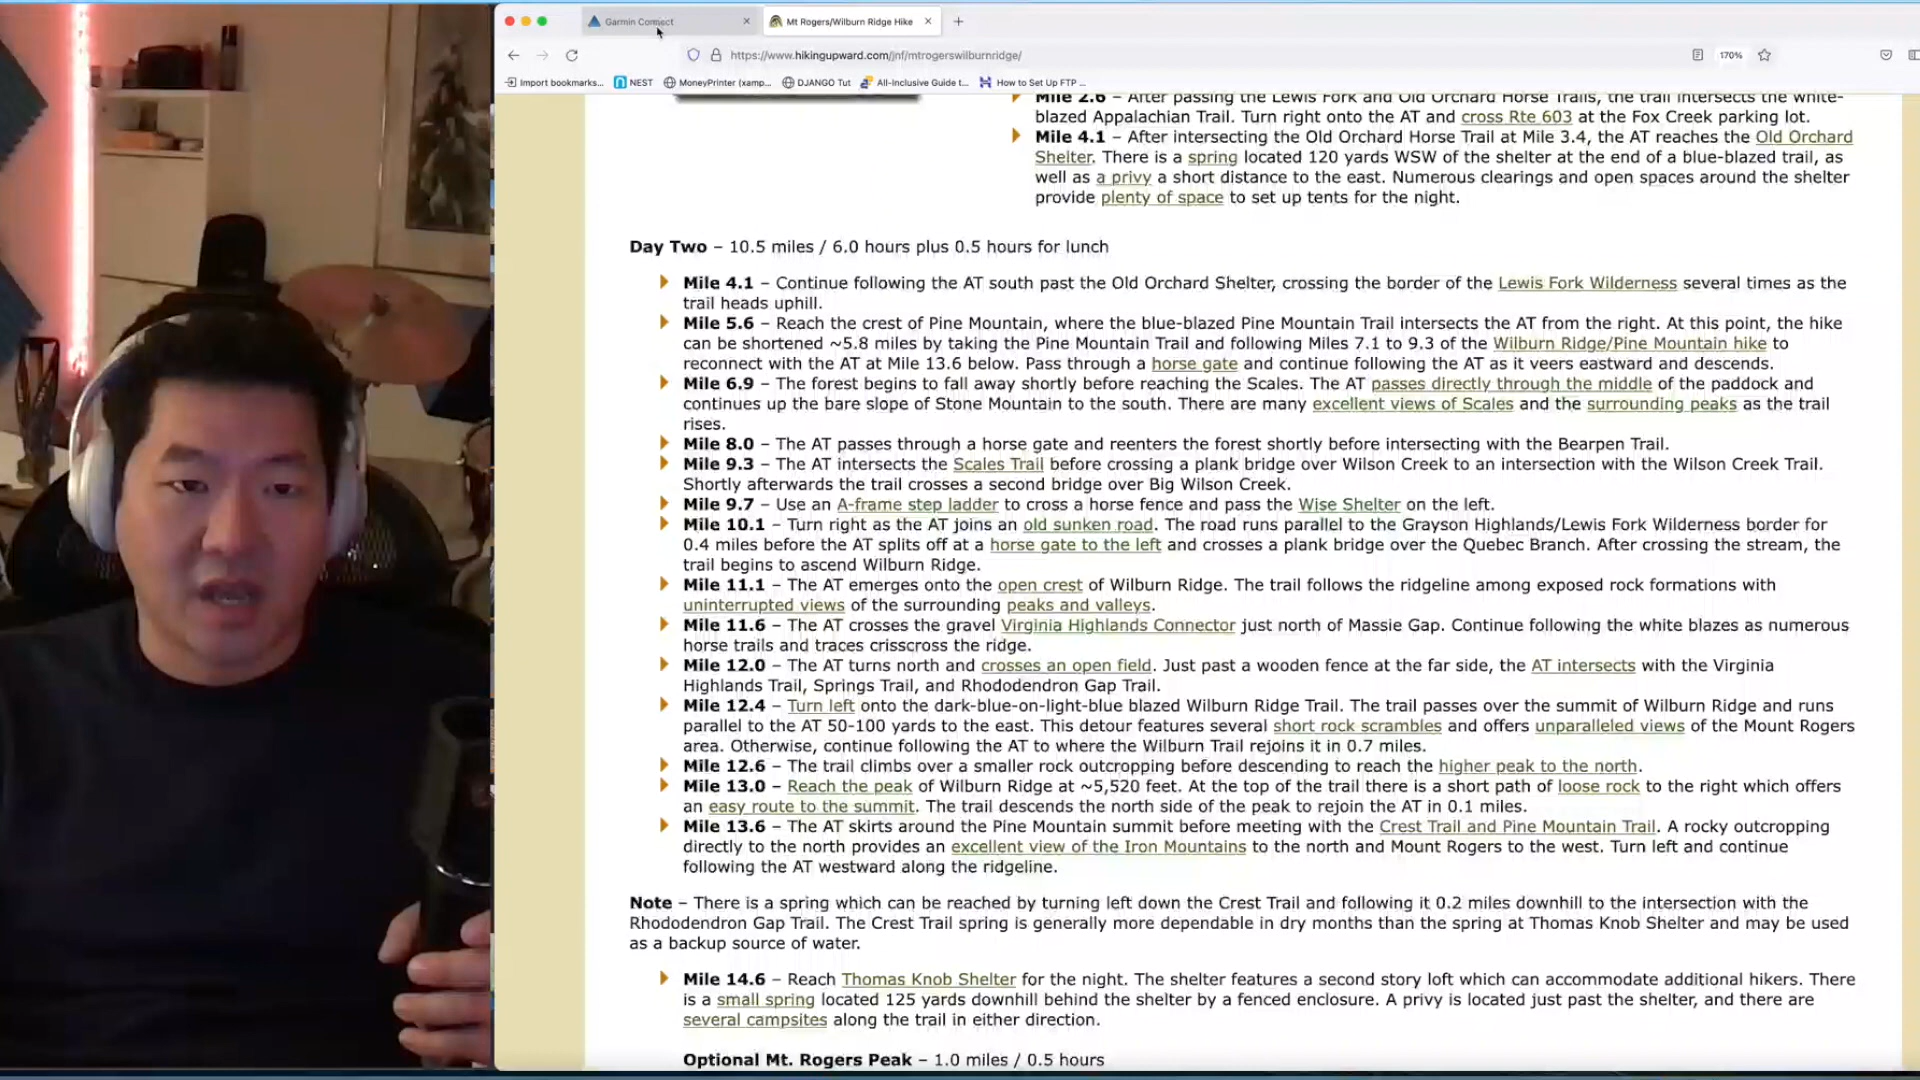 Garmin Connect
Mt Rogers/Wilburn Ridge Hike
https://www.hikingupward.com/jnf/mtrogerswilburnridge/
170%
Import bookmarks...
NEST
MoneyPrinter (xamp...
DJANGO Tut
All-Inclusive Guide t...
How to Set Up FTP ...
Mile 2.6 – After passing the Lewis Fork and Old Orchard Horse Trails, the trail intersects the white-
blazed Appalachian Trail. Turn right onto the AT and cross Rte 603 at the Fox Creek parking lot.
Mile 4.1 – After intersecting the Old Orchard Horse Trail at Mile 3.4, the AT reaches the Old Orchard
Shelter. There is a spring located 120 yards WSW of the shelter at the end of a blue-blazed trail, as
well as a privy a short distance to the east. Numerous clearings and open spaces around the shelter
provide plenty of space to set up tents for the night.
Day Two – 10.5 miles / 6.0 hours plus 0.5 hours for lunch
Mile 4.1 – Continue following the AT south past the Old Orchard Shelter, crossing the border of the Lewis Fork Wilderness several times as the
trail heads uphill.
Mile 5.6 – Reach the crest of Pine Mountain, where the blue-blazed Pine Mountain Trail intersects the AT from the right. At this point, the hike
can be shortened ~5.8 miles by taking the Pine Mountain Trail and following Miles 7.1 to 9.3 of the Wilburn Ridge/Pine Mountain hike to
reconnect with the AT at Mile 13.6 below. Pass through a horse gate and continue following the AT as it veers eastward and descends.
Mile 6.9 – The forest begins to fall away shortly before reaching the Scales. The AT passes directly through the middle of the paddock and
continues up the bare slope of Stone Mountain to the south. There are many excellent views of Scales and the surrounding peaks as the trail
rises.
Mile 8.0 – The AT passes through a horse gate and reenters the forest shortly before intersecting with the Bearpen Trail.
Mile 9.3 – The AT intersects the Scales Trail before crossing a plank bridge over Wilson Creek to an intersection with the Wilson Creek Trail.
Shortly afterwards the trail crosses a second bridge over Big Wilson Creek.
Mile 9.7 – Use an A-frame step ladder to cross a horse fence and pass the Wise Shelter on the left.
Mile 10.1 – Turn right as the AT joins an old sunken road. The road runs parallel to the Grayson Highlands/Lewis Fork Wilderness border for
0.4 miles before the AT splits off at a horse gate to the left and crosses a plank bridge over the Quebec Branch. After crossing the stream, the
trail begins to ascend Wilburn Ridge.
Mile 11.1 – The AT emerges onto the open crest of Wilburn Ridge. The trail follows the ridgeline among exposed rock formations with
uninterrupted views of the surrounding peaks and valleys.
Mile 11.6 – The AT crosses the gravel Virginia Highlands Connector just north of Massie Gap. Continue following the white blazes as numerous
horse trails and traces crisscross the ridge.
Mile 12.0 – The AT turns north and crosses an open field. Just past a wooden fence at the far side, the AT intersects with the Virginia
Highlands Trail, Springs Trail, and Rhododendron Gap Trail.
Mile 12.4 – Turn left onto the dark-blue-on-light-blue blazed Wilburn Ridge Trail. The trail passes over the summit of Wilburn Ridge and runs
parallel to the AT 50-100 yards to the east. This detour features several short rock scrambles and offers unparalleled views of the Mount Rogers
area. Otherwise, continue following the AT to where the Wilburn Trail rejoins it in 0.7 miles.
Mile 12.6 – The trail climbs over a smaller rock outcropping before descending to reach the higher peak to the north.
Mile 13.0 – Reach the peak of Wilburn Ridge at ~5,520 feet. At the top of the trail there is a short path of loose rock to the right which offers
an easy route to the summit. The trail descends the north side of the peak to rejoin the AT in 0.1 miles.
Mile 13.6 – The AT skirts around the Pine Mountain summit before meeting with the Crest Trail and Pine Mountain Trail. A rocky outcropping
directly to the north provides an excellent view of the Iron Mountains to the north and Mount Rogers to the west. Turn left and continue
following the AT westward along the ridgeline.
Note – There is a spring which can be reached by turning left down the Crest Trail and following it 0.2 miles downhill to the intersection with the
Rhododendron Gap Trail. The Crest Trail spring is generally more dependable in dry months than the spring at Thomas Knob Shelter and may be used
as a backup source of water.
Mile 14.6 – Reach Thomas Knob Shelter for the night. The shelter features a second story loft which can accommodate additional hikers. There
is a small spring located 125 yards downhill behind the shelter by a fenced enclosure. A privy is located just past the shelter, and there are
several campsites along the trail in either direction.
Optional Mt. Rogers Peak – 1.0 miles / 0.5 hours